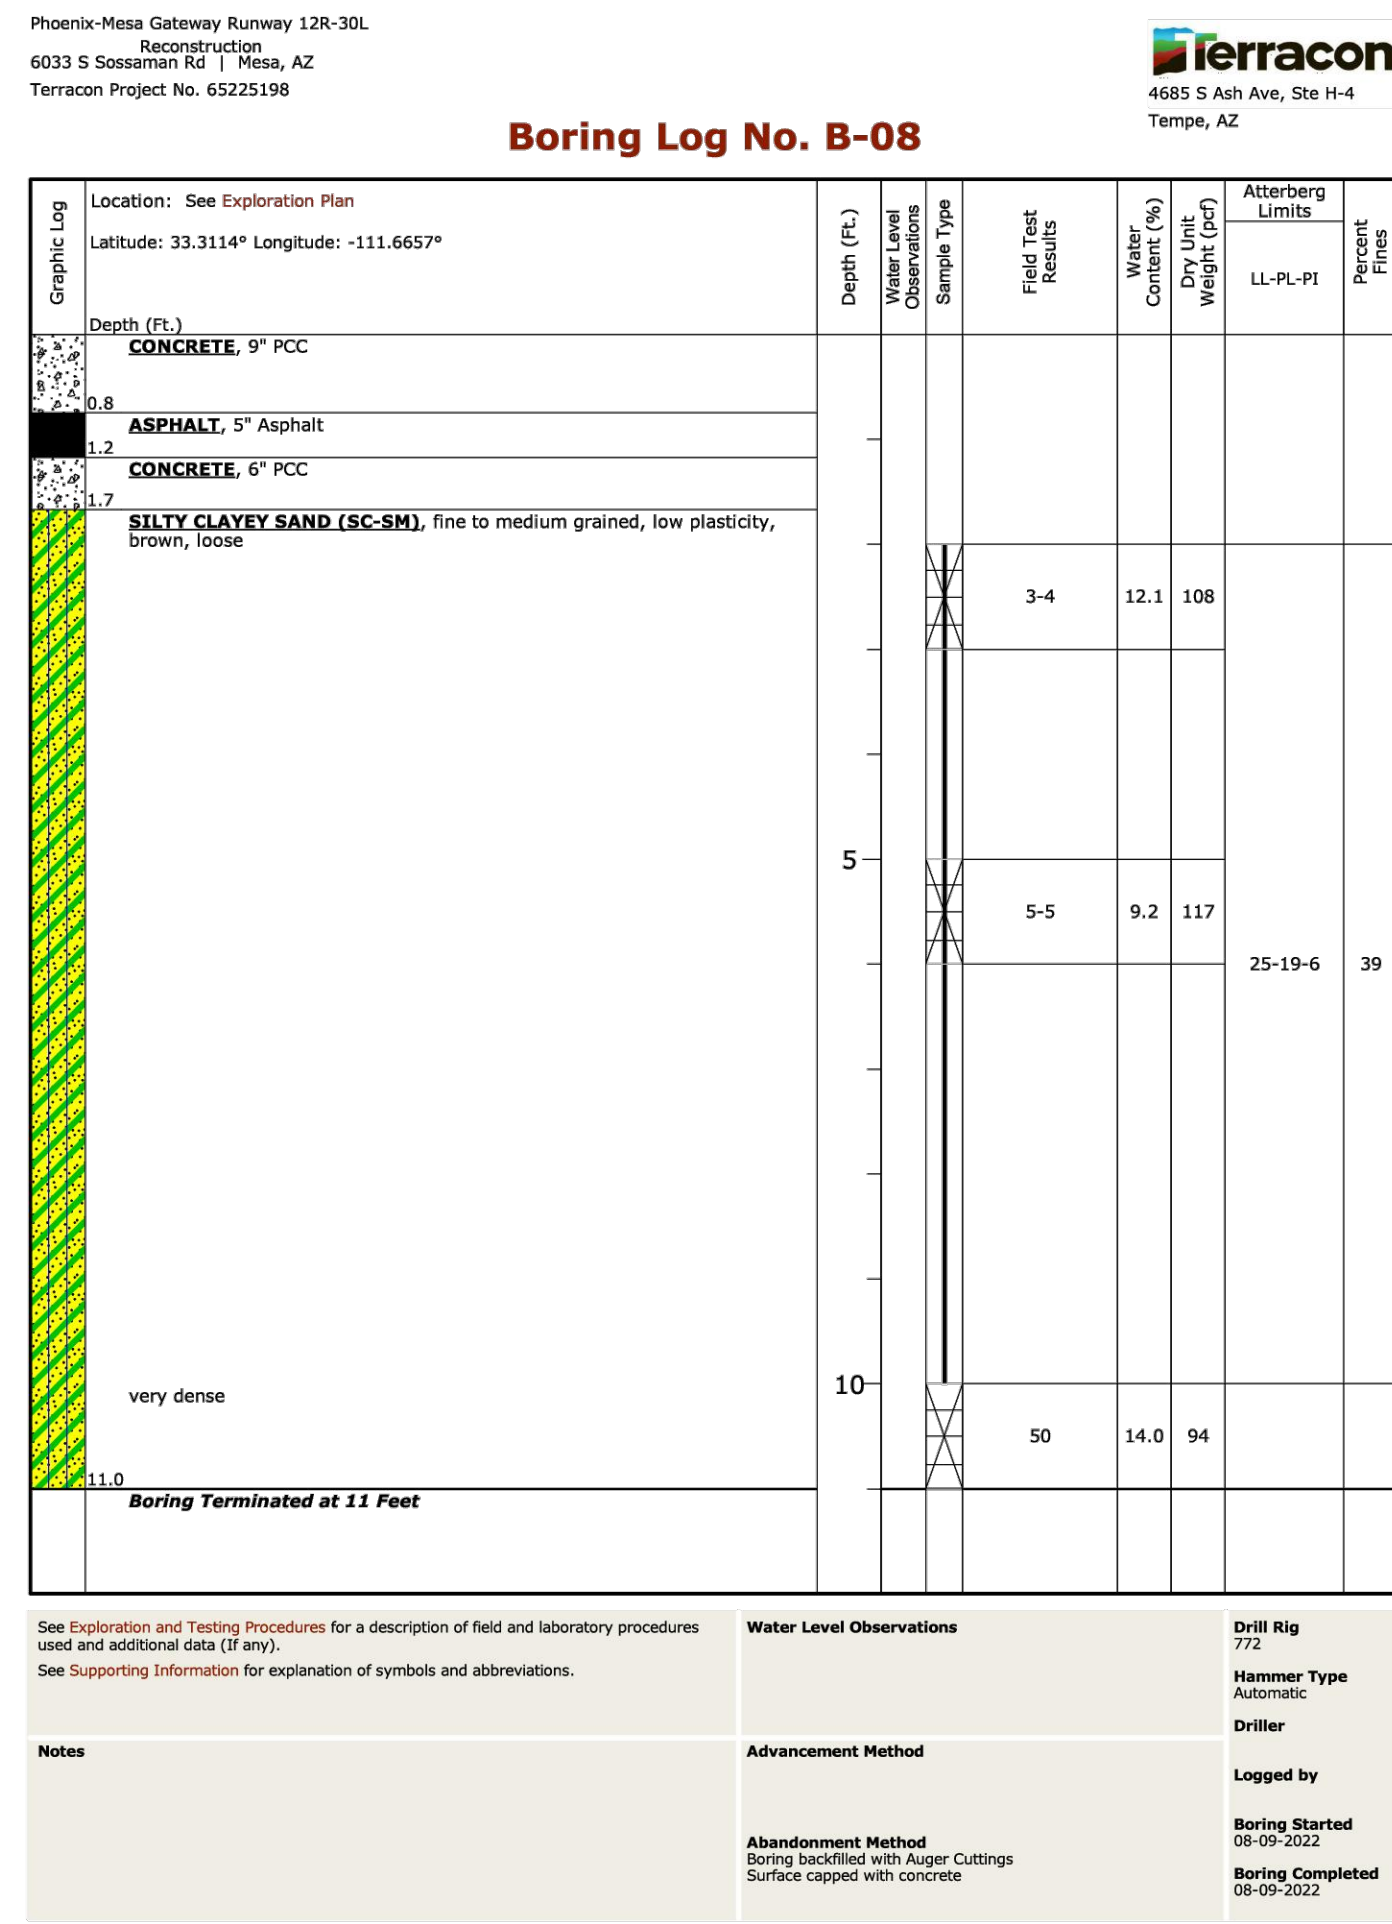 Phoenix-Mesa Gateway Runway 12R-30L
Reconstruction
6033 S Sossaman Rd | Mesa, AZ
Terracon Project No. 65225198
Terracon
4685 S Ash Ave, Ste H-4
Tempe, AZ
Boring Log No. B-08
Graphic Log
Location: See Exploration Plan
Latitude: 33.3114° Longitude: -111.6657°
Depth (Ft.)
Depth (Ft.)
Water Level
Observations
Sample Type
Field Test
Results
Water
Content (%)
Dry Unit
Weight (pcf)
Atterberg
Limits
LL-PL-PI
Percent
Fines
CONCRETE, 9" PCC
0.8
ASPHALT, 5" Asphalt
1.2
CONCRETE, 6" PCC
1.7
SILTY CLAYEY SAND (SC-SM), fine to medium grained, low plasticity,
brown, loose
3-4 12.1 108
5
5-5 9.2 117
25-19-6 39
10
very dense
50 14.0 94
11.0
Boring Terminated at 11 Feet
See Exploration and Testing Procedures for a description of field and laboratory procedures
used and additional data (If any).
See Supporting Information for explanation of symbols and abbreviations.
Notes
Water Level Observations
Advancement Method
Abandonment Method
Boring backfilled with Auger Cuttings
Surface capped with concrete
Drill Rig
772
Hammer Type
Automatic
Driller
Logged by
Boring Started
08-09-2022
Boring Completed
08-09-2022